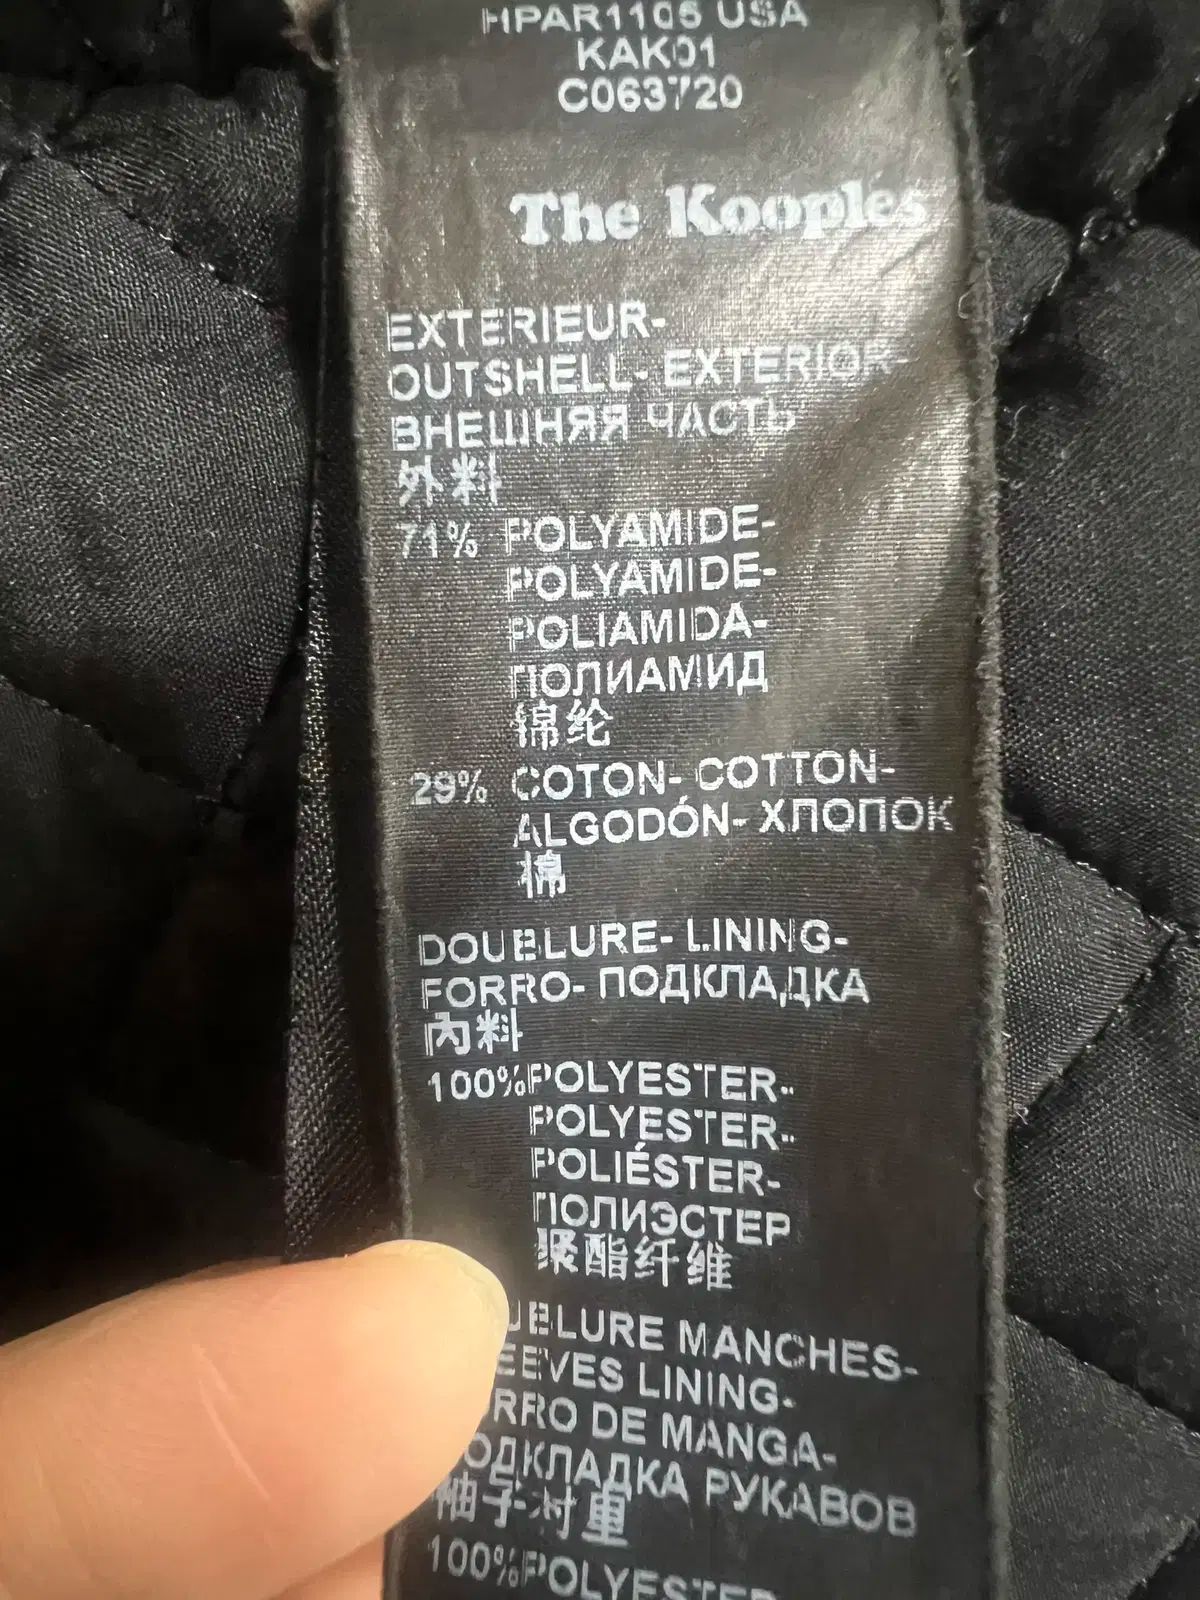 HPAR1105 USA
KAK01
C063720
The Kooples
EXTERIEUR-
OUTSHELL- EXTERIOR-
ВНЕШНЯЯ ЧАСТЬ
外料
71% POLYAMIDE-
POLYAMIDE-
POLIAMIDA-
ПОЛИАМИД
锦纶
29% COTON- COTTON-
ALGODÓN- ХЛОПОК
棉
DOUBLURE- LINING-
FORRO- ПОДКЛАДКА
内料
100%POLYESTER-
POLYESTER-
POLIÉSTER-
ПОЛИЭСТЕР
聚酯纤维
UBLURE MANCHES-
EEVES LINING-
RRO DE MANGA-
ОДКЛАДКА РУКАВОВ
袖子衬里
100%POLYESTER